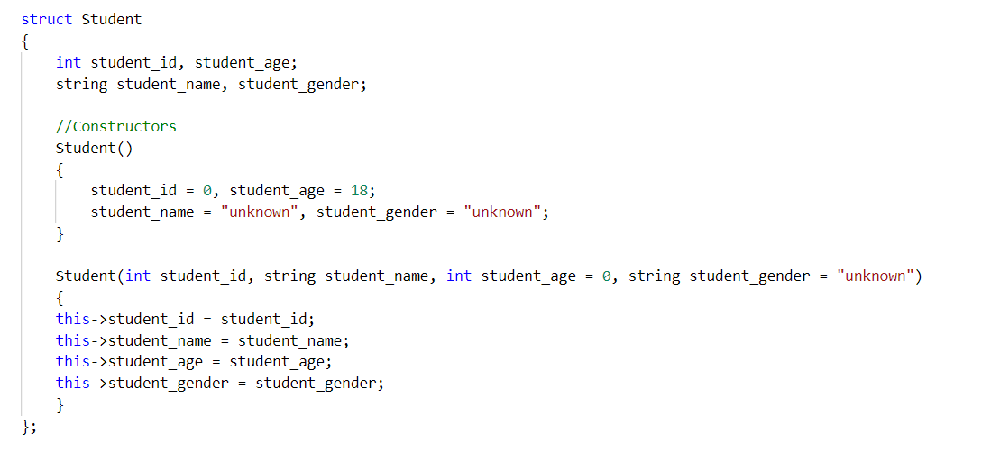 struct Student
{
    int student_id, student_age;
    string student_name, student_gender;

    //Constructors
    Student()
    {
        student_id = 0, student_age = 18;
        student_name = "unknown", student_gender = "unknown";
    }

    Student(int student_id, string student_name, int student_age = 0, string student_gender = "unknown")
    {
    this->student_id = student_id;
    this->student_name = student_name;
    this->student_age = student_age;
    this->student_gender = student_gender;
    }
};